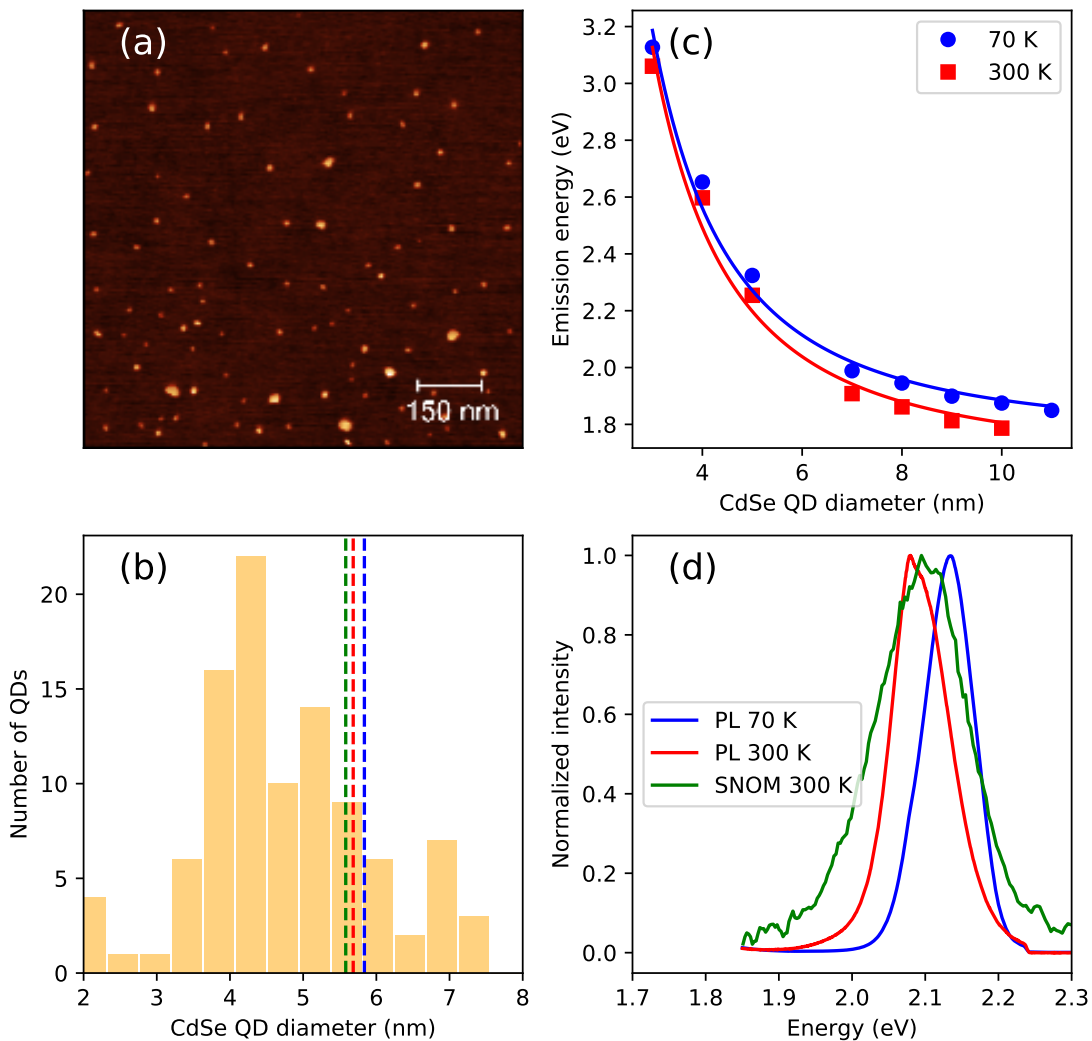 (a)
150 nm
(c)
70 K
300 K
3.2
3.0
2.8
2.6
2.4
2.2
2.0
1.8
Emission energy (eV)
4
6
8
10
CdSe QD diameter (nm)
(b)
20
15
10
5
0
Number of QDs
2
3
4
5
6
7
8
CdSe QD diameter (nm)
(d)
1.0
0.8
0.6
0.4
0.2
0.0
Normalized intensity
PL 70 K
PL 300 K
SNOM 300 K
1.7
1.8
1.9
2.0
2.1
2.2
2.3
Energy (eV)